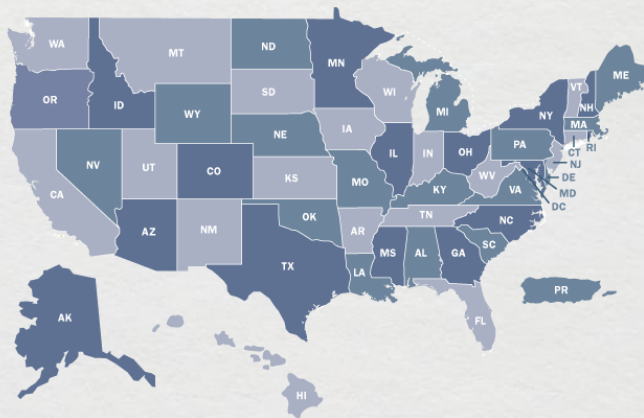 WA
MT
ND
MN
OR
ID
WY
SD
WI
MI
NY
VT
NH
ME
MA
CT
RI
NJ
DE
MD
DC
NV
UT
CO
NE
IA
IL
IN
OH
PA
CA
KS
MO
KY
WV
VA
AZ
NM
OK
AR
TN
NC
SC
TX
LA
MS
AL
GA
FL
AK
HI
PR